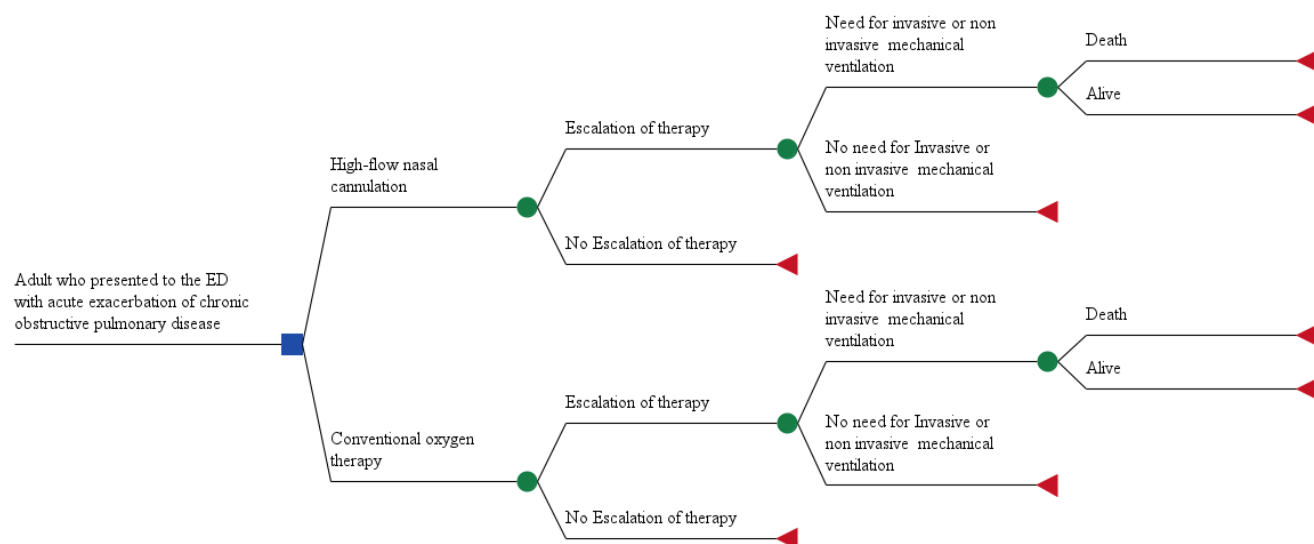 Need for invasive or non
invasive mechanical
ventilation
Death
Alive
Escalation of therapy
No need for Invasive or
non invasive mechanical
ventilation
High-flow nasal
cannulation
No Escalation of therapy
Adult who presented to the ED
with acute exacerbation of chronic
obstructive pulmonary disease
Need for invasive or non
invasive mechanical
ventilation
Death
Alive
Escalation of therapy
No need for Invasive or
non invasive mechanical
ventilation
Conventional oxygen
therapy
No Escalation of therapy